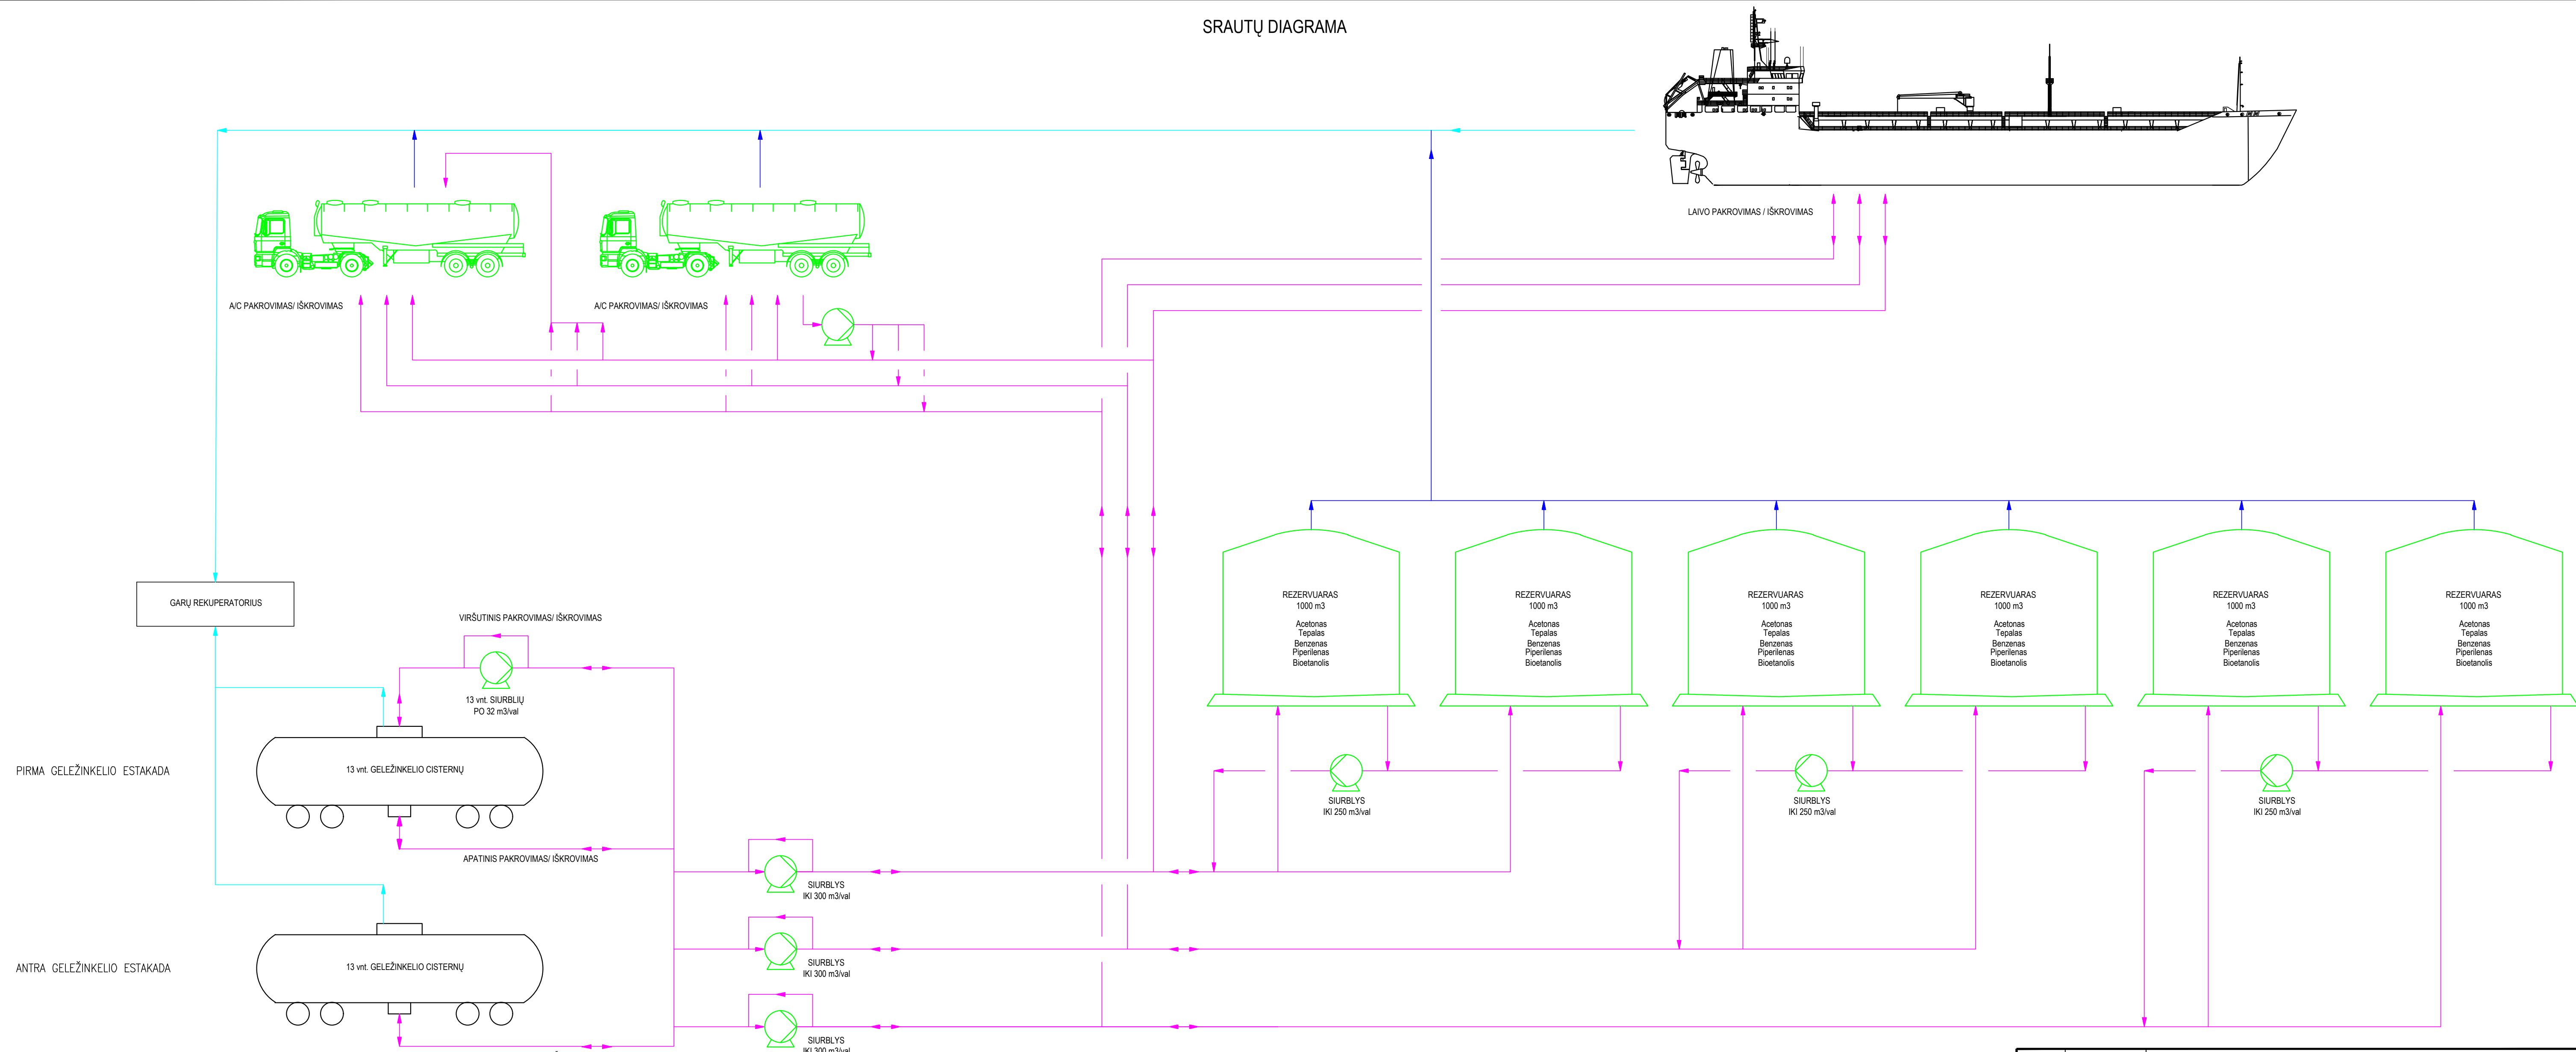 SRAUTŲ DIAGRAMA
LAIVO PAKROVIMAS / IŠKROVIMAS
A/C PAKROVIMAS/ IŠKROVIMAS
A/C PAKROVIMAS/ IŠKROVIMAS
GARŲ REKUPERATORIUS
VIRŠUTINIS PAKROVIMAS/ IŠKROVIMAS
13 vnt. SIURBLIŲ
PO 32 m3/val
PIRMA GELEŽINKELIO ESTAKADA
13 vnt. GELEŽINKELIO CISTERNŲ
APATINIS PAKROVIMAS/ IŠKROVIMAS
ANTRA GELEŽINKELIO ESTAKADA
13 vnt. GELEŽINKELIO CISTERNŲ
SIURBLYS
IKI 300 m3/val
SIURBLYS
IKI 300 m3/val
SIURBLYS
IKI 300 m3/val
REZERVUARAS
1000 m3
Acetonas
Tepalas
Benzenas
Piperilenas
Bioetanolis
REZERVUARAS
1000 m3
Acetonas
Tepalas
Benzenas
Piperilenas
Bioetanolis
REZERVUARAS
1000 m3
Acetonas
Tepalas
Benzenas
Piperilenas
Bioetanolis
REZERVUARAS
1000 m3
Acetonas
Tepalas
Benzenas
Piperilenas
Bioetanolis
REZERVUARAS
1000 m3
Acetonas
Tepalas
Benzenas
Piperilenas
Bioetanolis
REZERVUARAS
1000 m3
Acetonas
Tepalas
Benzenas
Piperilenas
Bioetanolis
SIURBLYS
IKI 250 m3/val
SIURBLYS
IKI 250 m3/val
SIURBLYS
IKI 250 m3/val